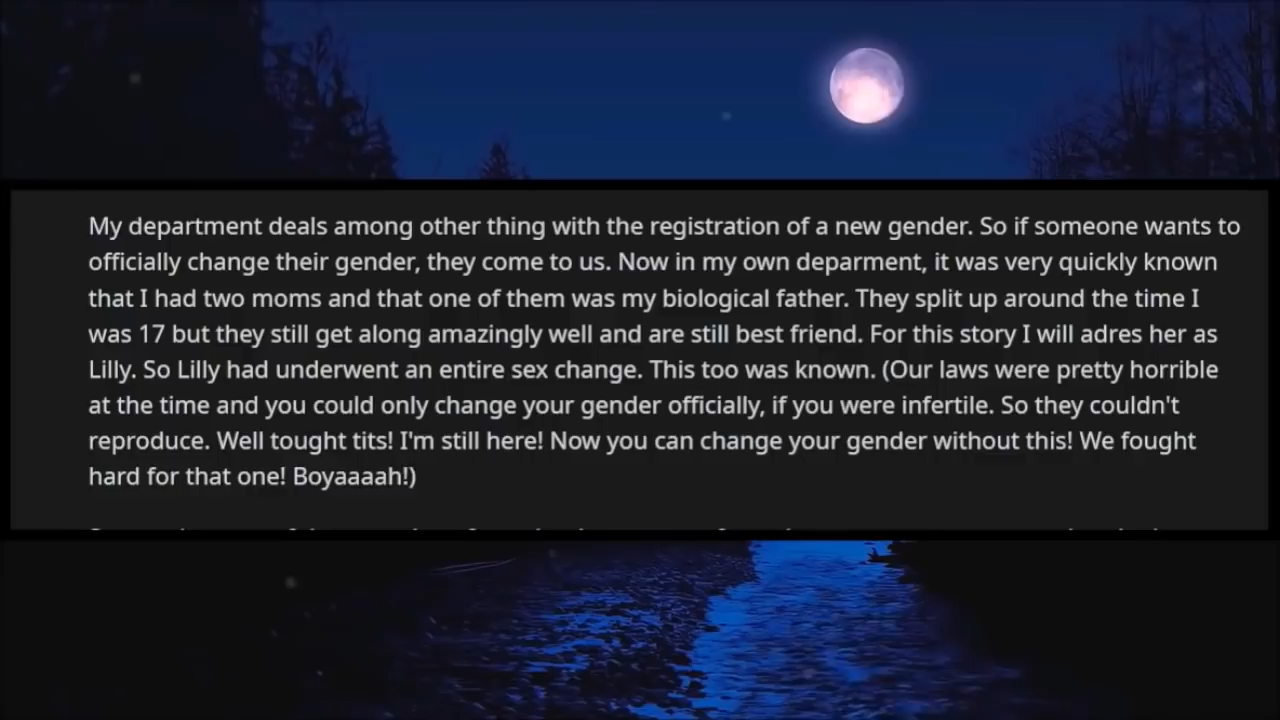 My department deals among other thing with the registration of a new gender. So if someone wants to
officially change their gender, they come to us. Now in my own deparment, it was very quickly known
that I had two moms and that one of them was my biological father. They split up around the time I
was 17 but they still get along amazingly well and are still best friend. For this story I will adres her as
Lilly. So Lilly had underwent an entire sex change. This too was known. (Our laws were pretty horrible
at the time and you could only change your gender officially, if you were infertile. So they couldn't
reproduce. Well tought tits! I'm still here! Now you can change your gender without this! We fought
hard for that one! Boyaaaah!)